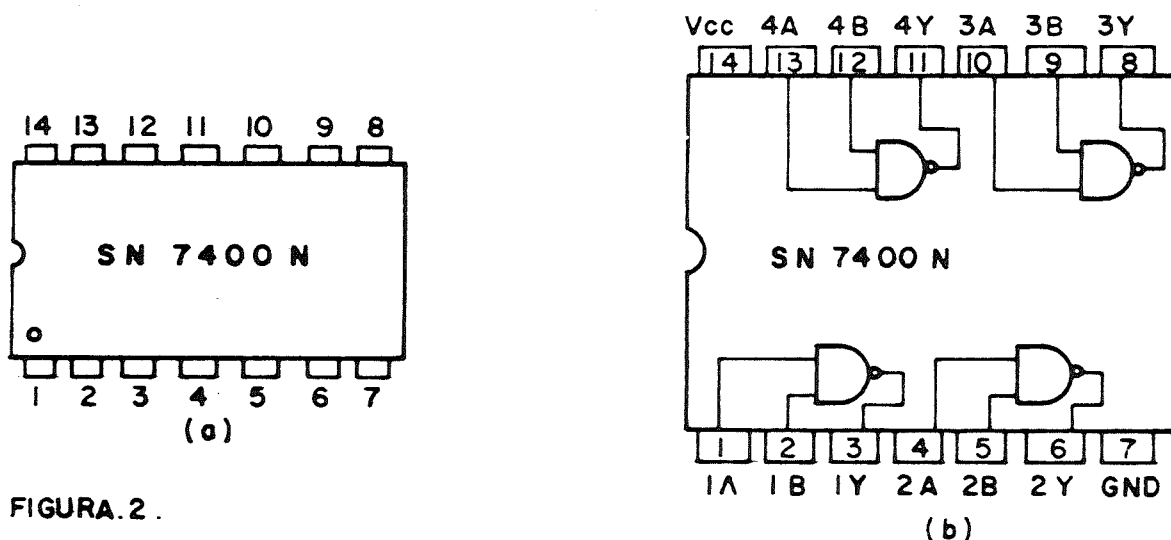 14 13 12 11 10 9 8
SN 7400 N
1 2 3 4 5 6 7
(a)
FIGURA.2.
Vcc 4A 4B 4Y 3A 3B 3Y
14 13 12 11 10 9 8
SN 7400 N
1 2 3 4 5 6 7
1A 1B 1Y 2A 2B 2Y GND
(b)